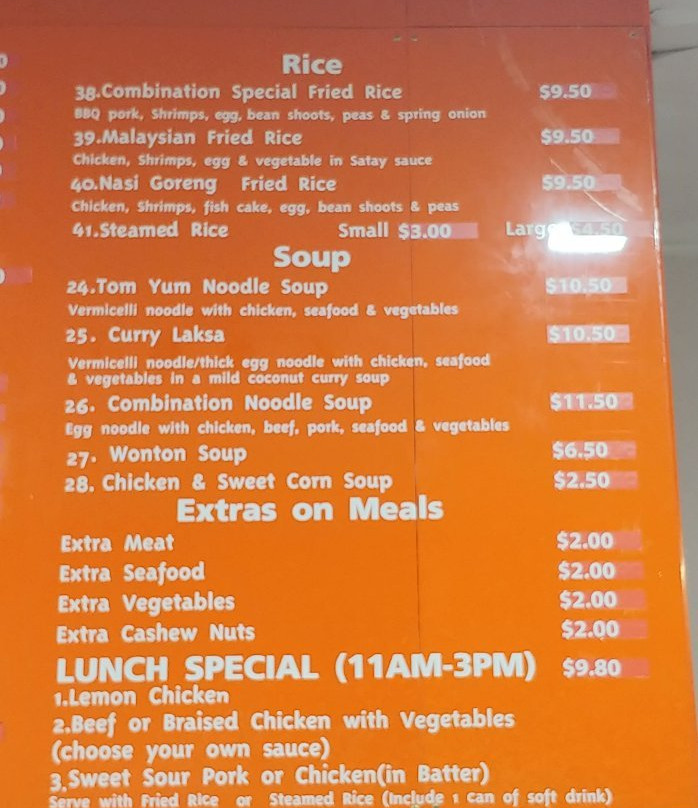 Rice
38.Combination Special Fried Rice $9.50
BBQ pork, Shrimps, egg, bean shoots, peas & spring onion
39.Malaysian Fried Rice $9.50
Chicken, Shrimps, egg & vegetable in Satay sauce
40.Nasi Goreng Fried Rice $9.50
Chicken, Shrimps, fish cake, egg, bean shoots & peas
41.Steamed Rice Small $3.00 Large $4.50
Soup
24.Tom Yum Noodle Soup $10.50
Vermicelli noodle with chicken, seafood & vegetables
25. Curry Laksa $10.50
Vermicelli noodle/thick egg noodle with chicken, seafood
& vegetables in a mild coconut curry soup
26. Combination Noodle Soup $11.50
Egg noodle with chicken, beef, pork, seafood & vegetables
27. Wonton Soup $6.50
28. Chicken & Sweet Corn Soup $2.50
Extras on Meals
Extra Meat $2.00
Extra Seafood $2.00
Extra Vegetables $2.00
Extra Cashew Nuts $2.00
LUNCH SPECIAL (11AM-3PM) $9.80
1.Lemon Chicken
2.Beef or Braised Chicken with Vegetables
(choose your own sauce)
3.Sweet Sour Pork or Chicken(in Batter)
Serve with Fried Rice or Steamed Rice (Include 1 can of soft drink)